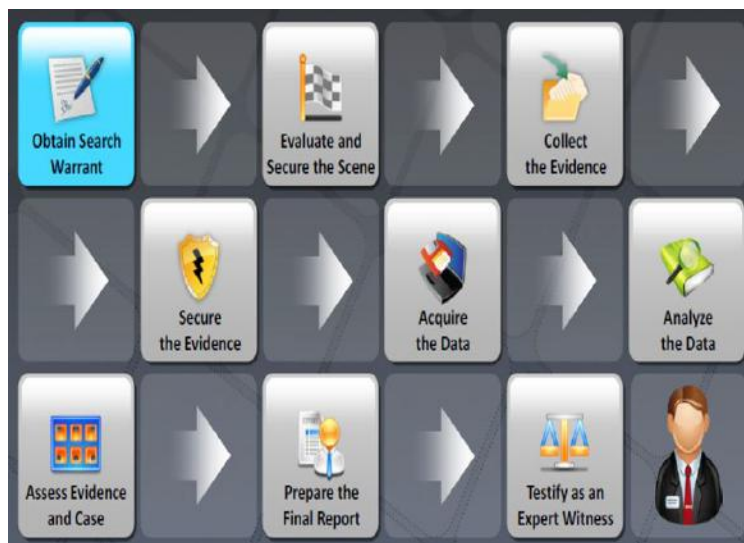 Obtain Search
Warrant
Evaluate and
Secure the Scene
Collect
the Evidence
Secure
the Evidence
Acquire
the Data
Analyze
the Data
Assess Evidence
and Case
Prepare the
Final Report
Testify as an
Expert Witness